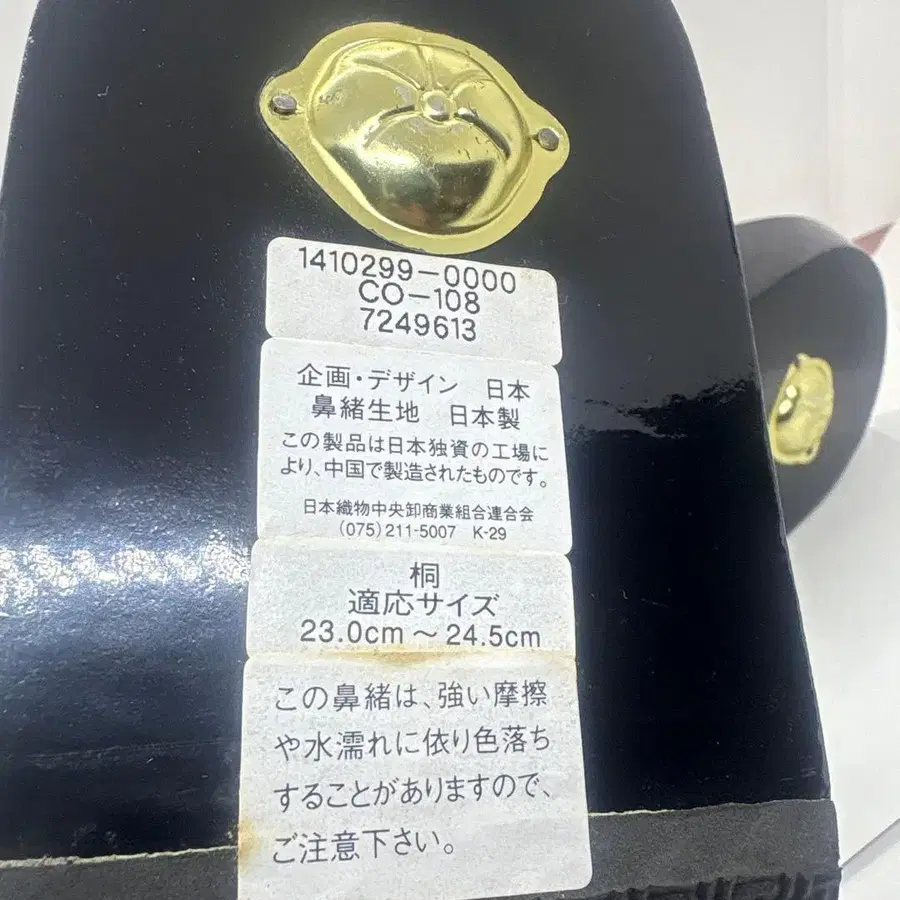 1410299-0000
CO-108
7249613
企画・デザイン 日本
鼻緒生地 日本製
この製品は日本独資の工場に
より、中国で製造されたものです。
日本織物中央卸商業組合連合会
(075)211-5007 K-29
桐
適応サイズ
23.0cm～24.5cm
この鼻緒は、強い摩擦
や水濡れに依り色落ち
することがありますので、
ご注意下さい。